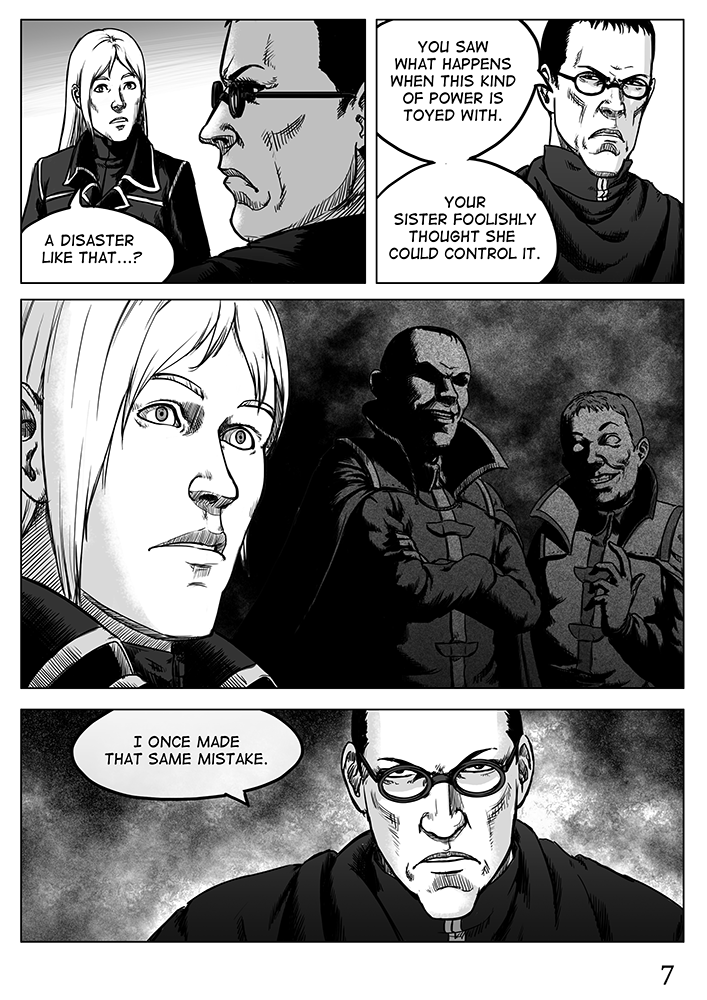 A DISASTER
LIKE THAT...?
YOU SAW
WHAT HAPPENS
WHEN THIS KIND
OF POWER IS
TOYED WITH.
YOUR
SISTER FOOLISHLY
THOUGHT SHE
COULD CONTROL IT.
I ONCE MADE
THAT SAME MISTAKE.
7